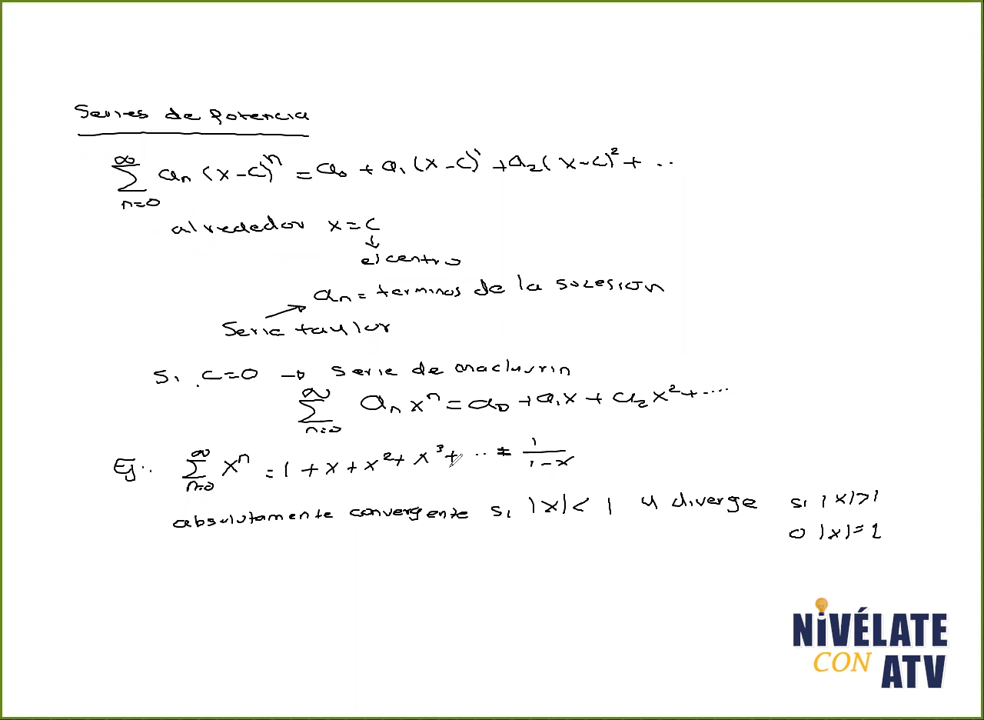 Series de Potencia
∞ ∑ n=0 an (x-c)^n = a0 + a1 (x-c)^1 + a2 (x-c)^2 + ..
alrededor x=c
↓
el centro
an = terminos de la sucesion
Serie taylor
Si c=0 → serie de maclurin
∞ ∑ n=0 an x^n = a0 + a1x + a2 x^2 + ....
Ej:. ∞ ∑ n=0 x^n = 1 + x + x^2 + x^3 + .. = 1/1-x
absolutamente convergente si |x| < 1 y diverge si |x|>1
o |x|=1
NIVÉLATE
CON
ATV